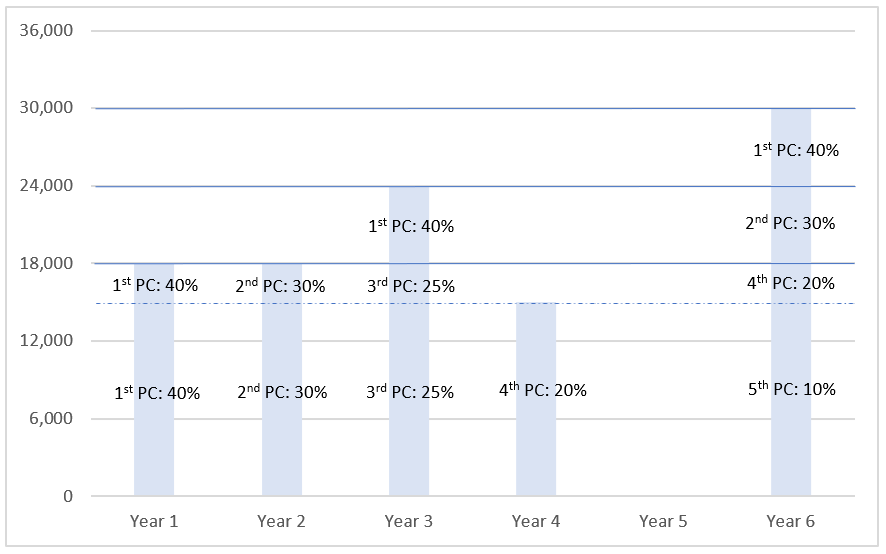 36,000
30,000
1st PC: 40%
24,000
1st PC: 40%
2nd PC: 30%
18,000
1st PC: 40%
2nd PC: 30%
3rd PC: 25%
4th PC: 20%
12,000
1st PC: 40%
2nd PC: 30%
3rd PC: 25%
4th PC: 20%
5th PC: 10%
6,000
0
Year 1
Year 2
Year 3
Year 4
Year 5
Year 6